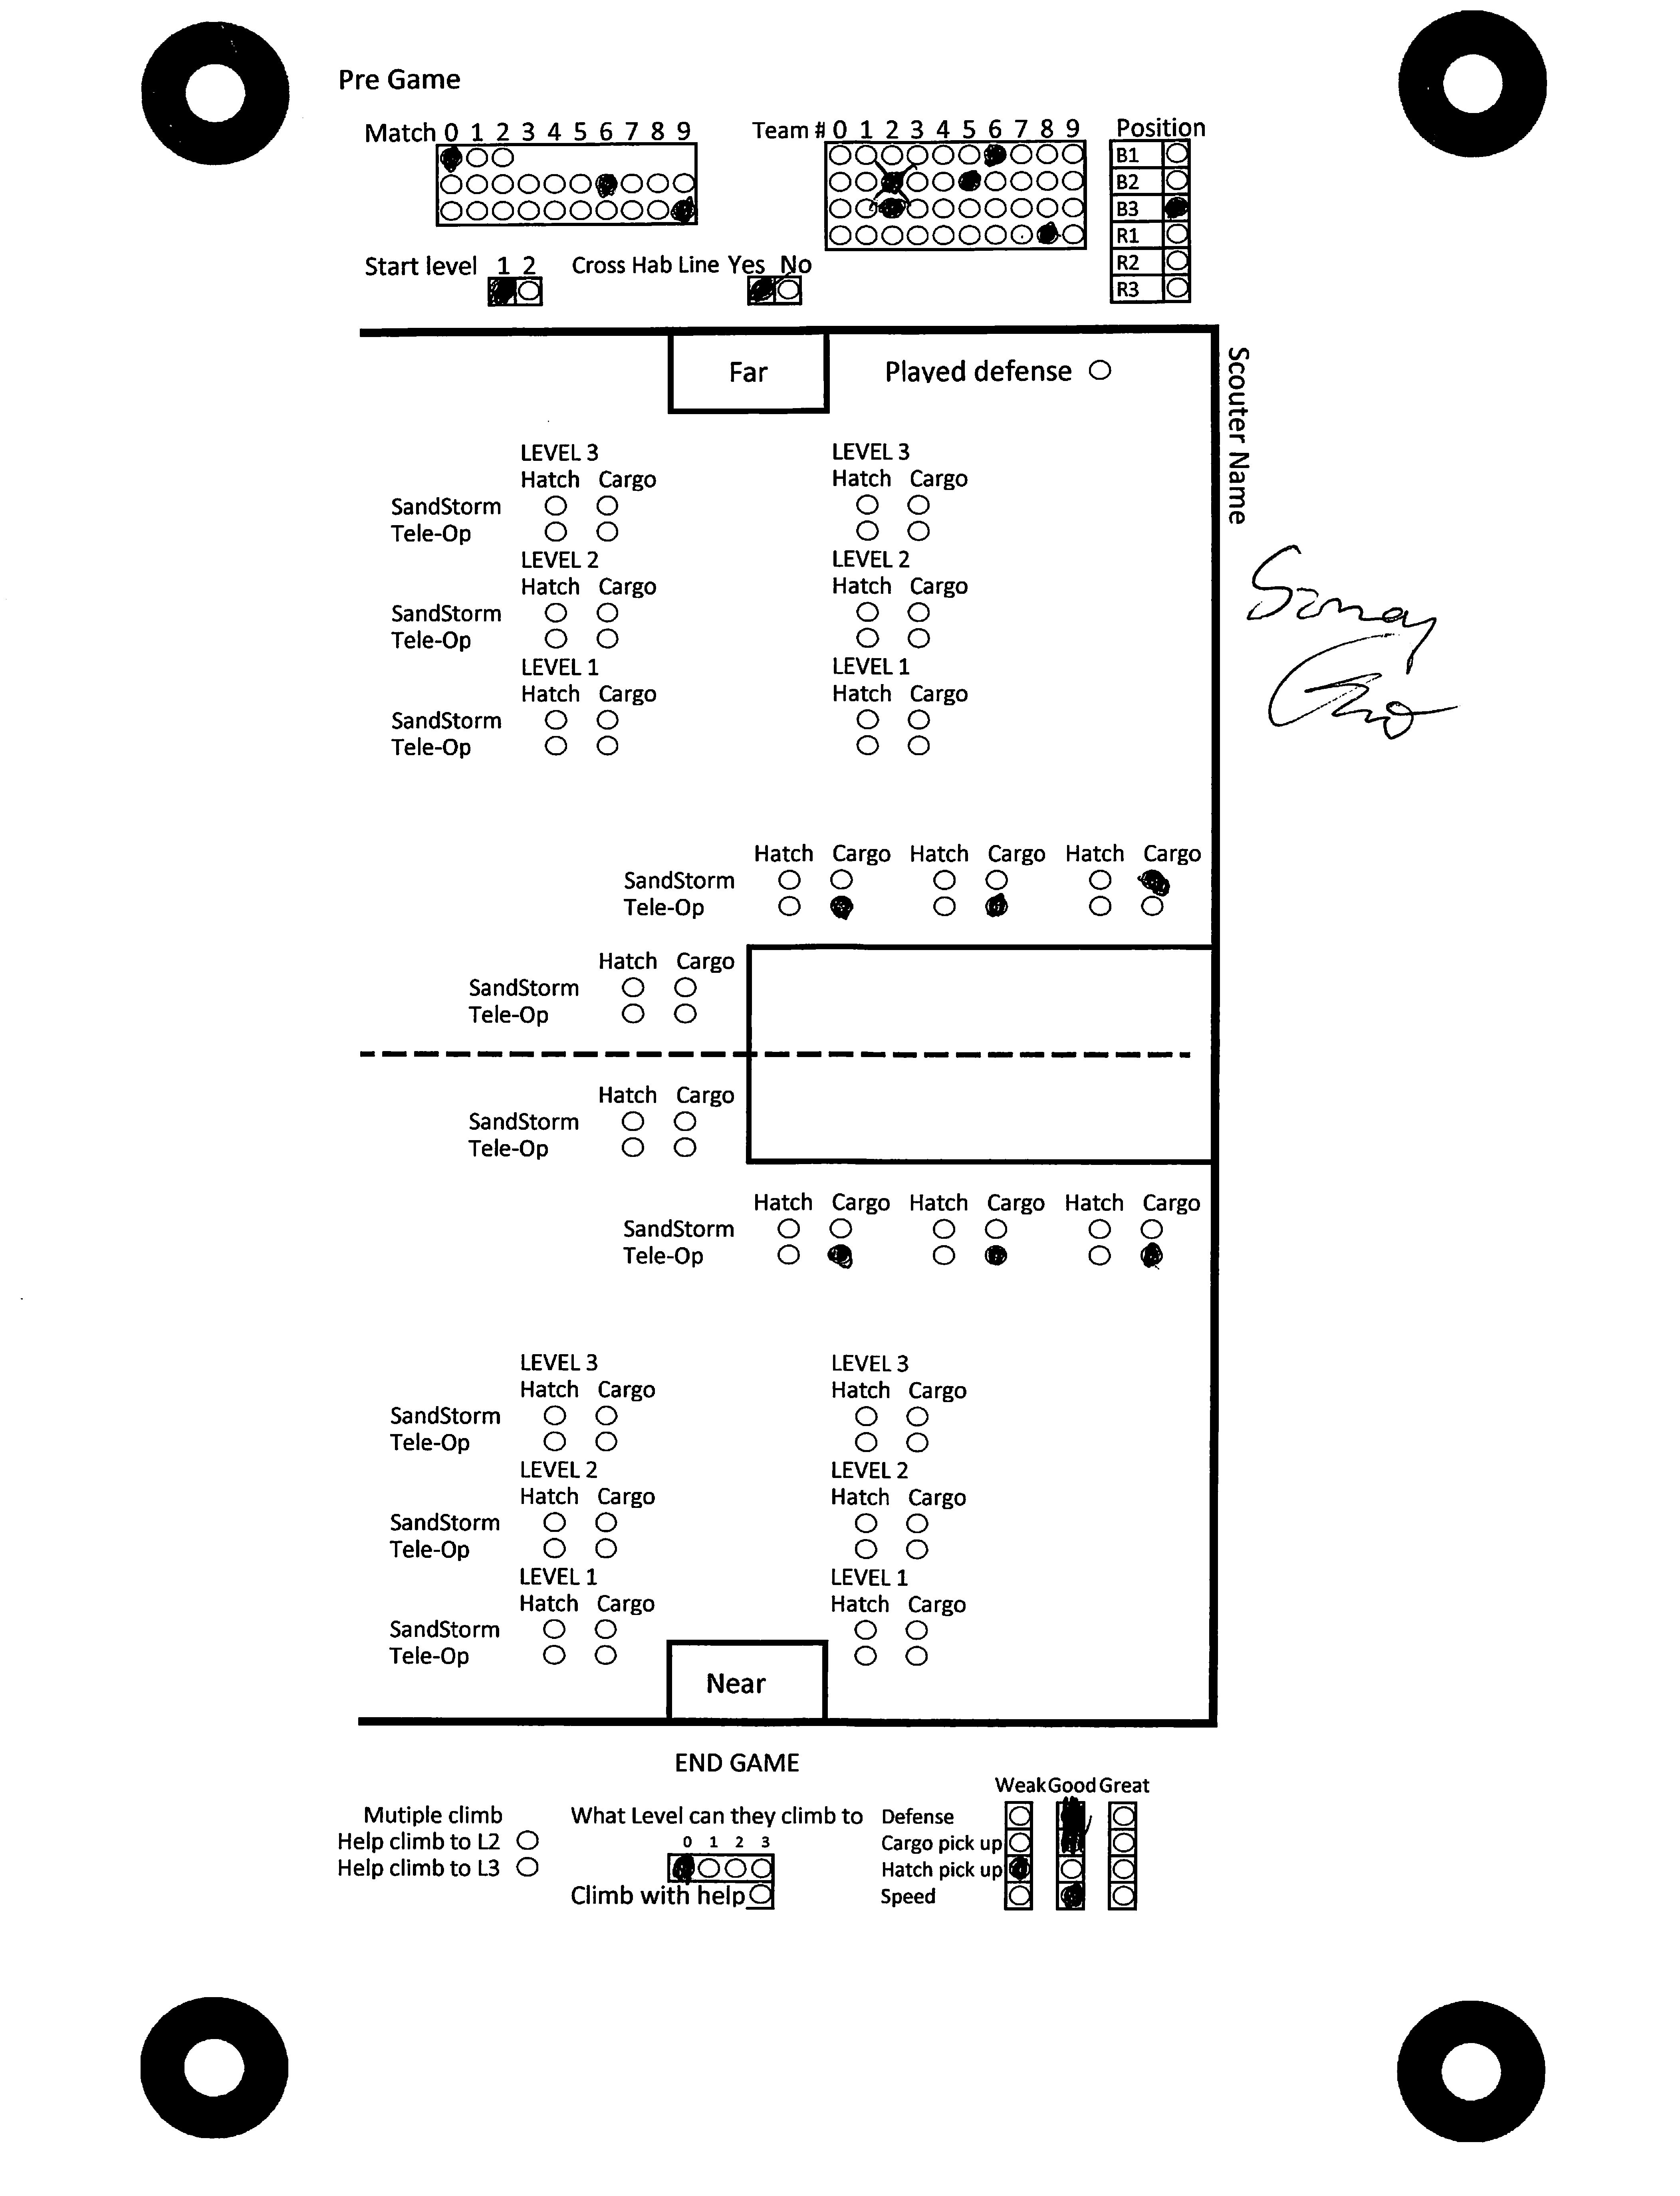 Pre Game
Match 0 1 2 3 4 5 6 7 8 9
Team # 0 1 2 3 4 5 6 7 8 9
Position
B1
B2
B3
R1
R2
R3
Start level 1 2
Cross Hab Line Yes No
Far
Played defense
Scouter Name
LEVEL 3 LEVEL 3
Hatch Cargo Hatch Cargo
SandStorm
Tele-Op
LEVEL 2 LEVEL 2
Hatch Cargo Hatch Cargo
SandStorm
Tele-Op
LEVEL 1 LEVEL 1
Hatch Cargo Hatch Cargo
SandStorm
Tele-Op
Hatch Cargo Hatch Cargo Hatch Cargo
SandStorm
Tele-Op
Hatch Cargo
SandStorm
Tele-Op
Hatch Cargo
SandStorm
Tele-Op
Hatch Cargo Hatch Cargo Hatch Cargo
SandStorm
Tele-Op
LEVEL 3 LEVEL 3
Hatch Cargo Hatch Cargo
SandStorm
Tele-Op
LEVEL 2 LEVEL 2
Hatch Cargo Hatch Cargo
SandStorm
Tele-Op
LEVEL 1 LEVEL 1
Hatch Cargo Hatch Cargo
SandStorm
Tele-Op
Near
END GAME
Mutiple climb
Help climb to L2
Help climb to L3
What Level can they climb to
0 1 2 3
Climb with help
Weak Good Great
Defense
Cargo pick up
Hatch pick up
Speed